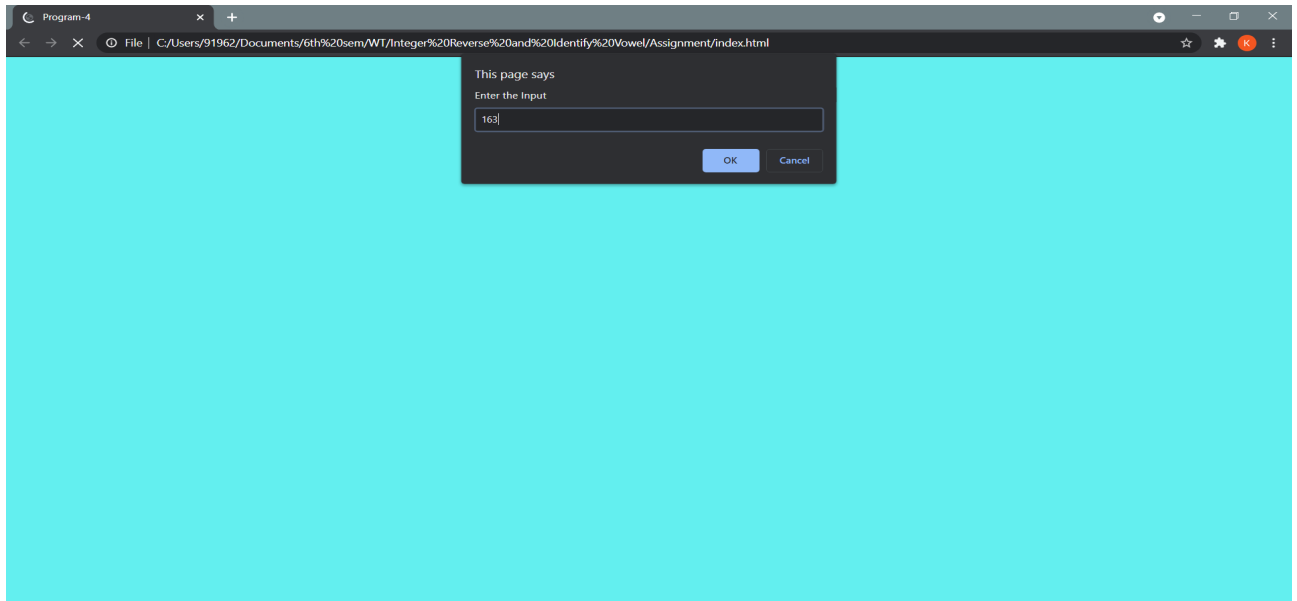 Program-4
File | C:/Users/91962/Documents/6th%20sem/WT/Integer%20Reverse%20and%20Identify%20Vowel/Assignment/index.html
K
This page says
Enter the Input
163
OK Cancel